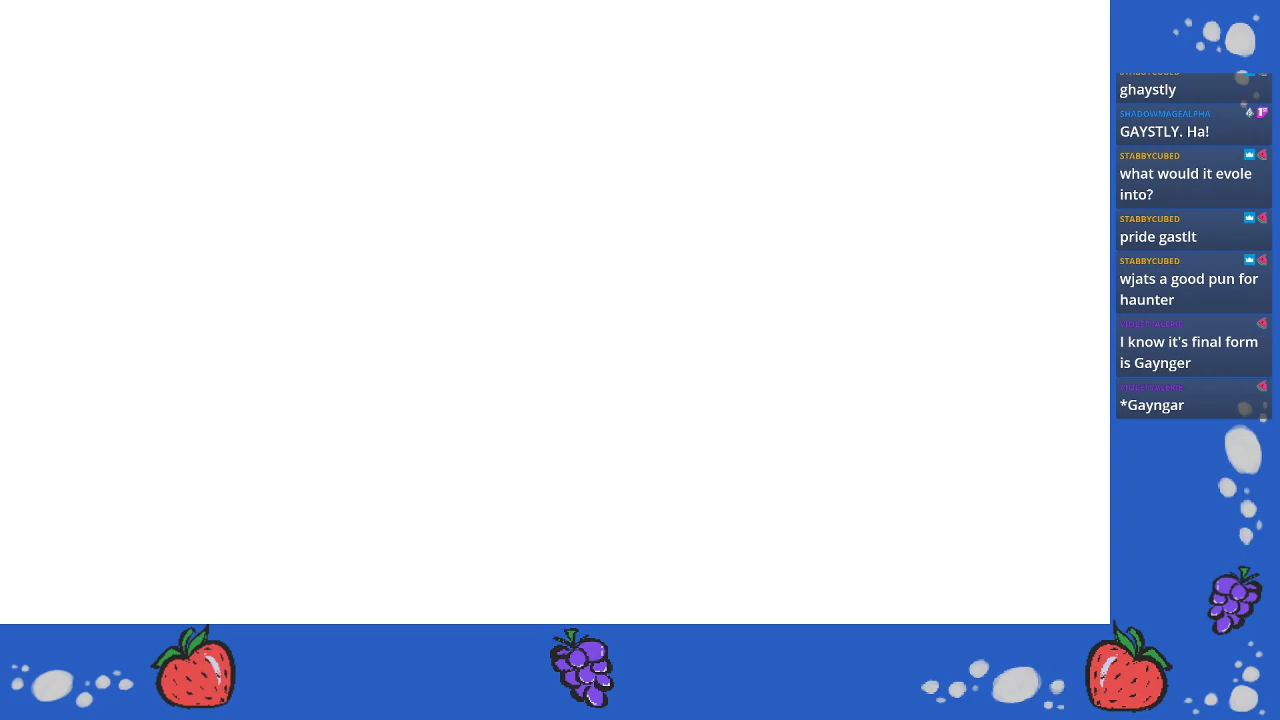 ghaystly
SHADOWMAGEALPHA
GAYSTLY. Ha!
STABBYCUBED
what would it evole
into?
STABBYCUBED
pride gastlt
STABBYCUBED
wjats a good pun for
haunter
I know it's final form
is Gaynger
*Gayngar